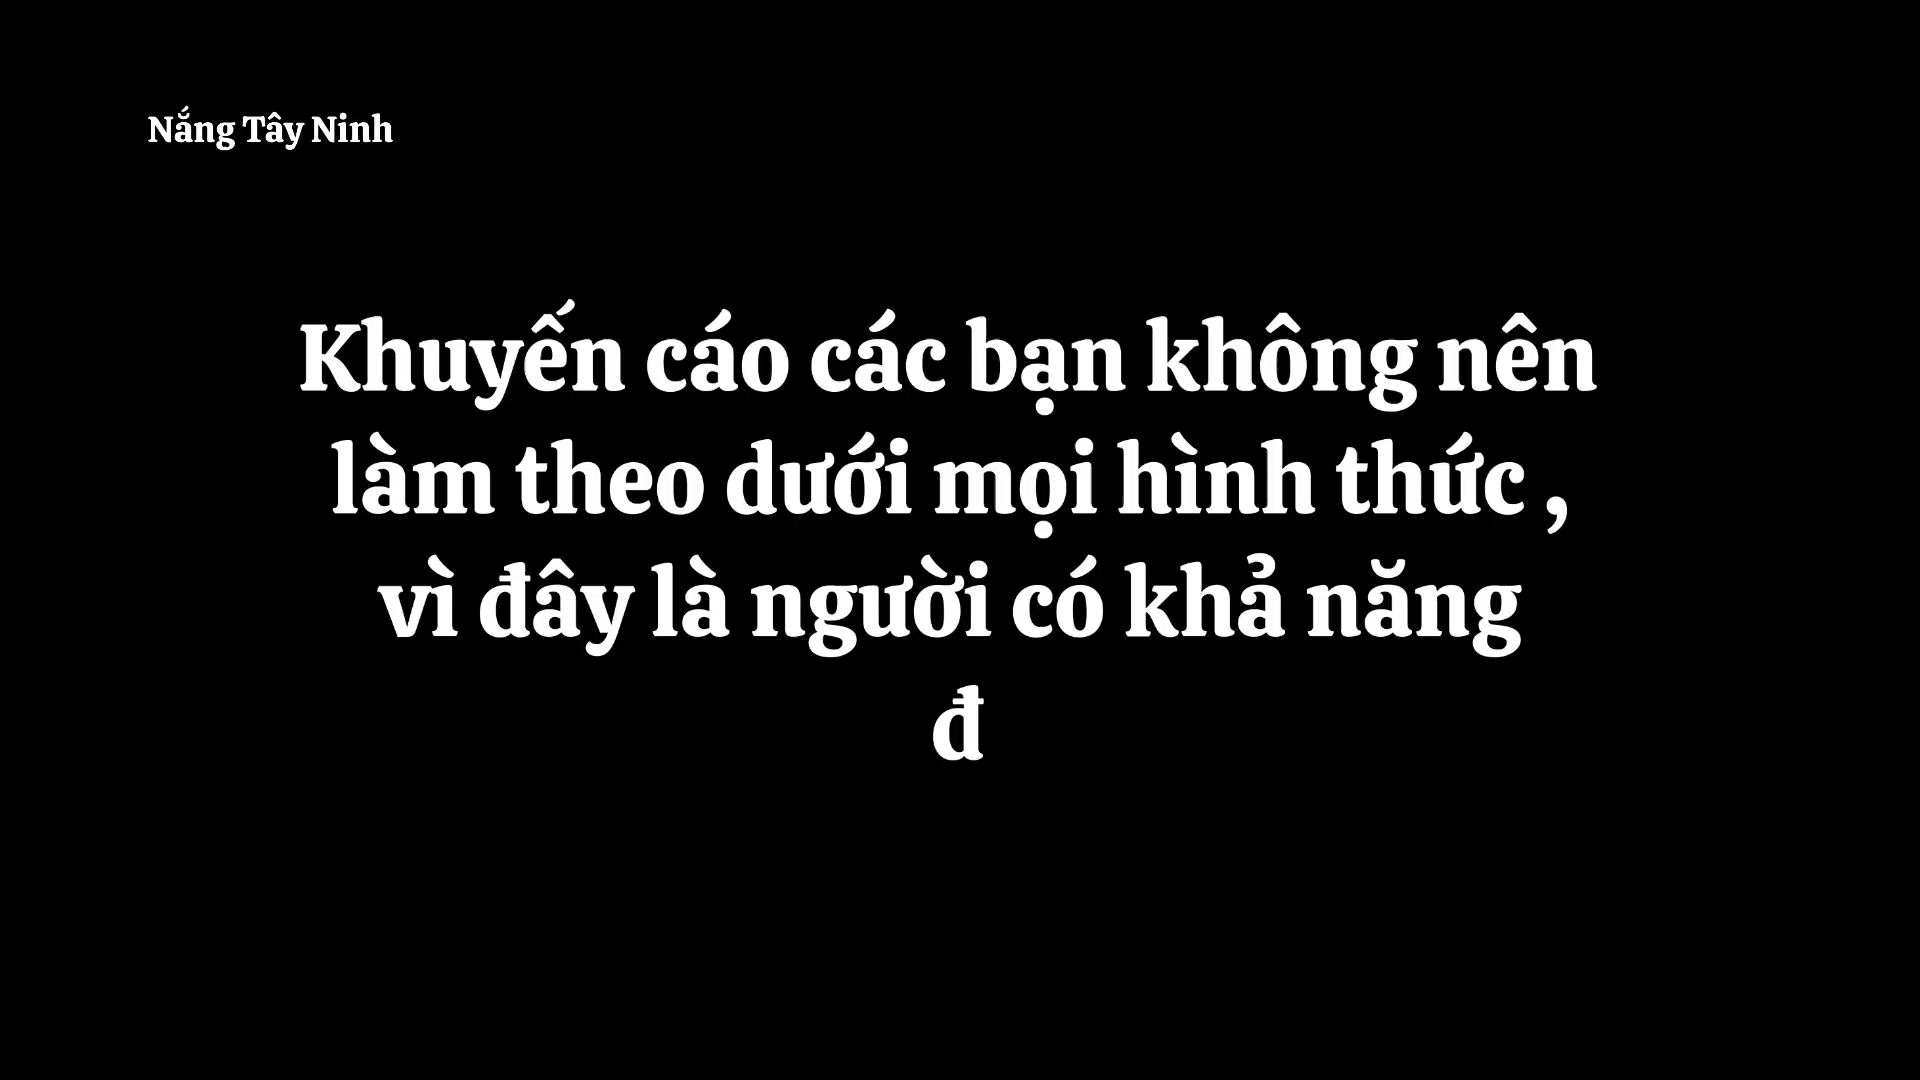 Nắng Tây Ninh
Khuyến cáo các bạn không nên
làm theo dưới mọi hình thức ,
vì đây là người có khả năng
đ